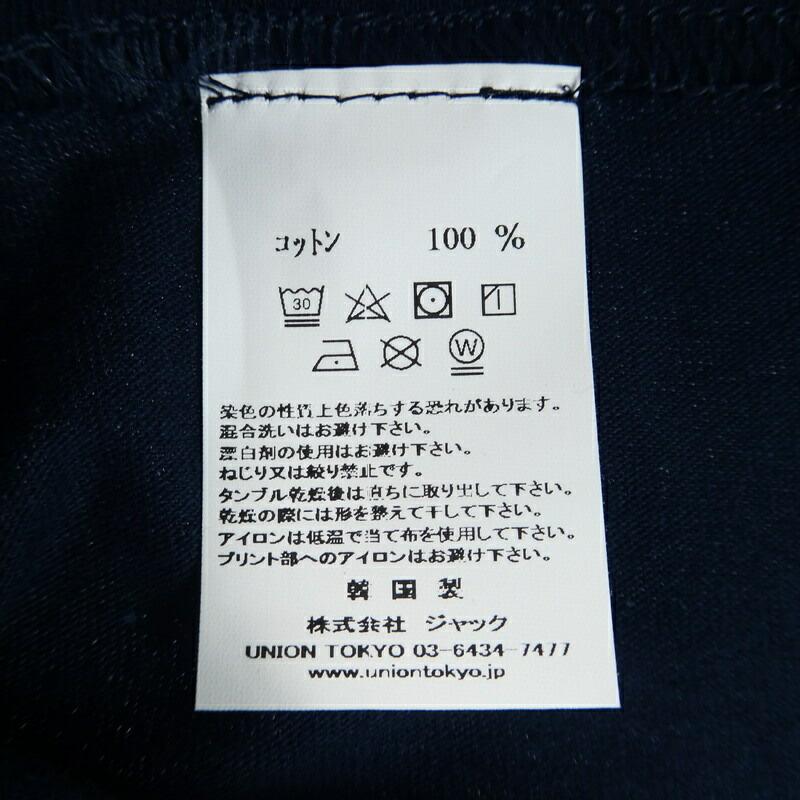 コットン 100 %
30
W
染色の性質上色落ちする恐れがあります。
混合洗いはお避け下さい。
漂白剤の使用はお避け下さい。
ねじり又は絞り禁止です。
タンブル乾燥後は直ちに取り出して下さい。
乾燥の際には形を整えて干して下さい。
アイロンは低温で当て布を使用して下さい。
プリント部へのアイロンはお避け下さい。
韓国製
株式会社 ジャック
UNION TOKYO 03-6434-7477
www.uniontokyo.jp